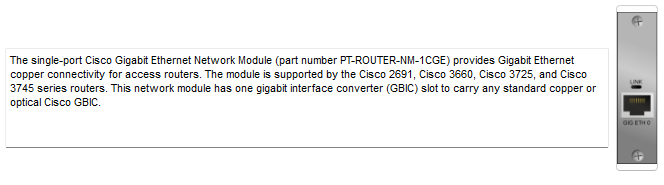 The single-port Cisco Gigabit Ethernet Network Module (part number PT-ROUTER-NM-1CGE) provides Gigabit Ethernet
copper connectivity for access routers. The module is supported by the Cisco 2691, Cisco 3660, Cisco 3725, and Cisco
3745 series routers. This network module has one gigabit interface converter (GBIC) slot to carry any standard copper or
optical Cisco GBIC.
LINK
GIG ETH 0